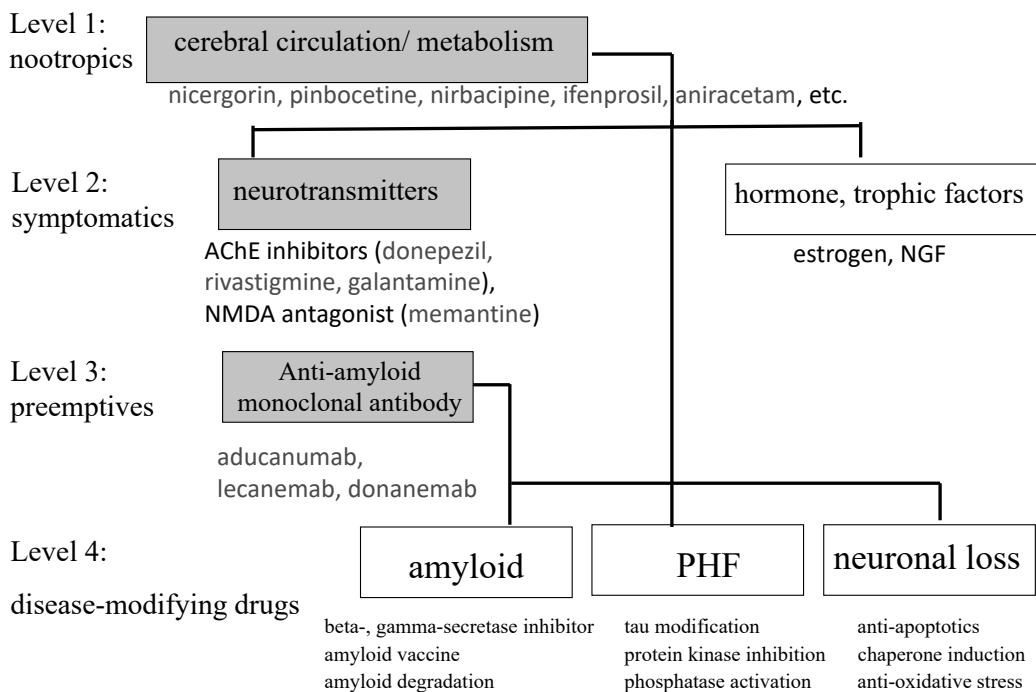 Level 1:
nootropics
cerebral circulation/ metabolism
nicergorin, pinbocetine, nirbacipine, ifenprosil, aniracetam, etc.
Level 2:
symptomatics
neurotransmitters
AChE inhibitors (donepezil,
rivastigmine, galantamine),
NMDA antagonist (memantine)
hormone, trophic factors
estrogen, NGF
Level 3:
preemptives
Anti-amyloid
monoclonal antibody
aducanumab,
lecanemab, donanemab
Level 4:
disease-modifying drugs
amyloid
beta-, gamma-secretase inhibitor
amyloid vaccine
amyloid degradation
PHF
tau modification
protein kinase inhibition
phosphatase activation
neuronal loss
anti-apoptotics
chaperone induction
anti-oxidative stress